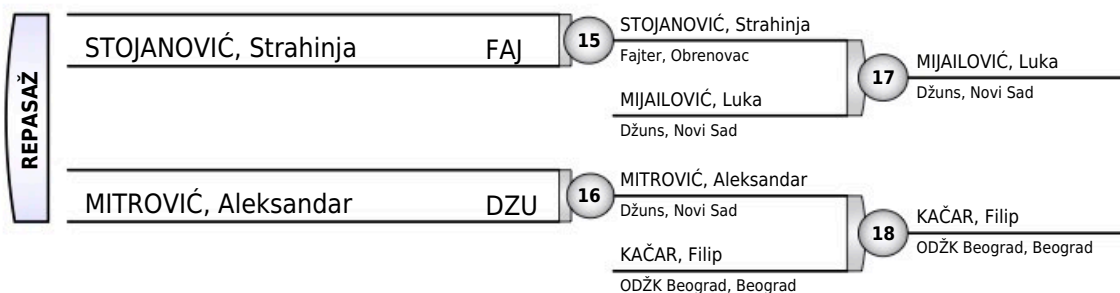 REPASAŽ
STOJANOVIĆ, Strahinja FAJ
15
STOJANOVIĆ, Strahinja
Fajter, Obrenovac
MIJAILOVIĆ, Luka
Džuns, Novi Sad
17
MIJAILOVIĆ, Luka
Džuns, Novi Sad
MITROVIĆ, Aleksandar DZU
16
MITROVIĆ, Aleksandar
Džuns, Novi Sad
KAČAR, Filip
ODŽK Beograd, Beograd
18
KAČAR, Filip
ODŽK Beograd, Beograd